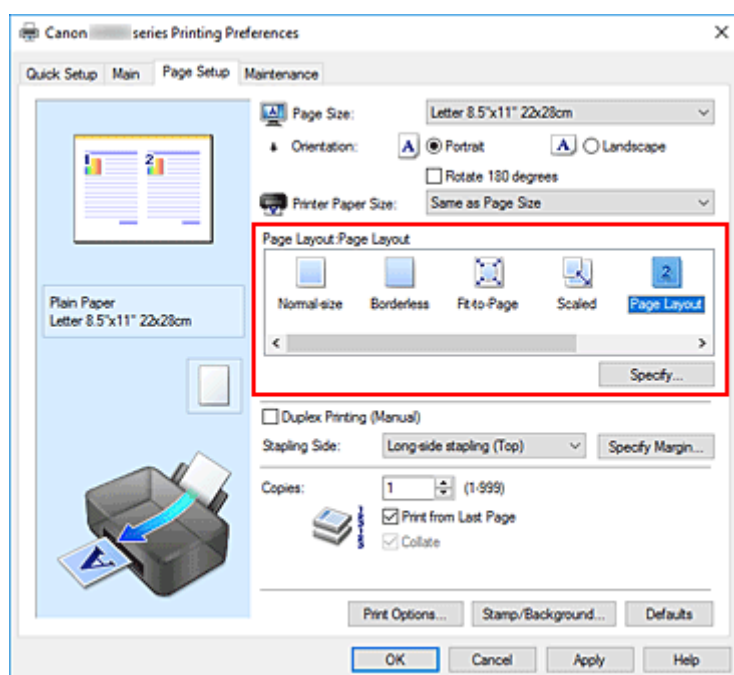 Canon series Printing Preferences
Quick Setup Main Page Setup Maintenance
Page Size: Letter 8.5"x11" 22x28cm
Orientation: A Portrait A Landscape
Rotate 180 degrees
Printer Paper Size: Same as Page Size
Page Layout:Page Layout
1 2
2
Normal-size Borderless Fit-to-Page Scaled Page Layout
Plain Paper
Letter 8.5"x11" 22x28cm
Specify...
Duplex Printing (Manual)
Stapling Side: Long-side stapling (Top) Specify Margin...
Copies: 1 (1-999)
Print from Last Page
Collate
A
Print Options... Stamp/Background... Defaults
OK Cancel Apply Help